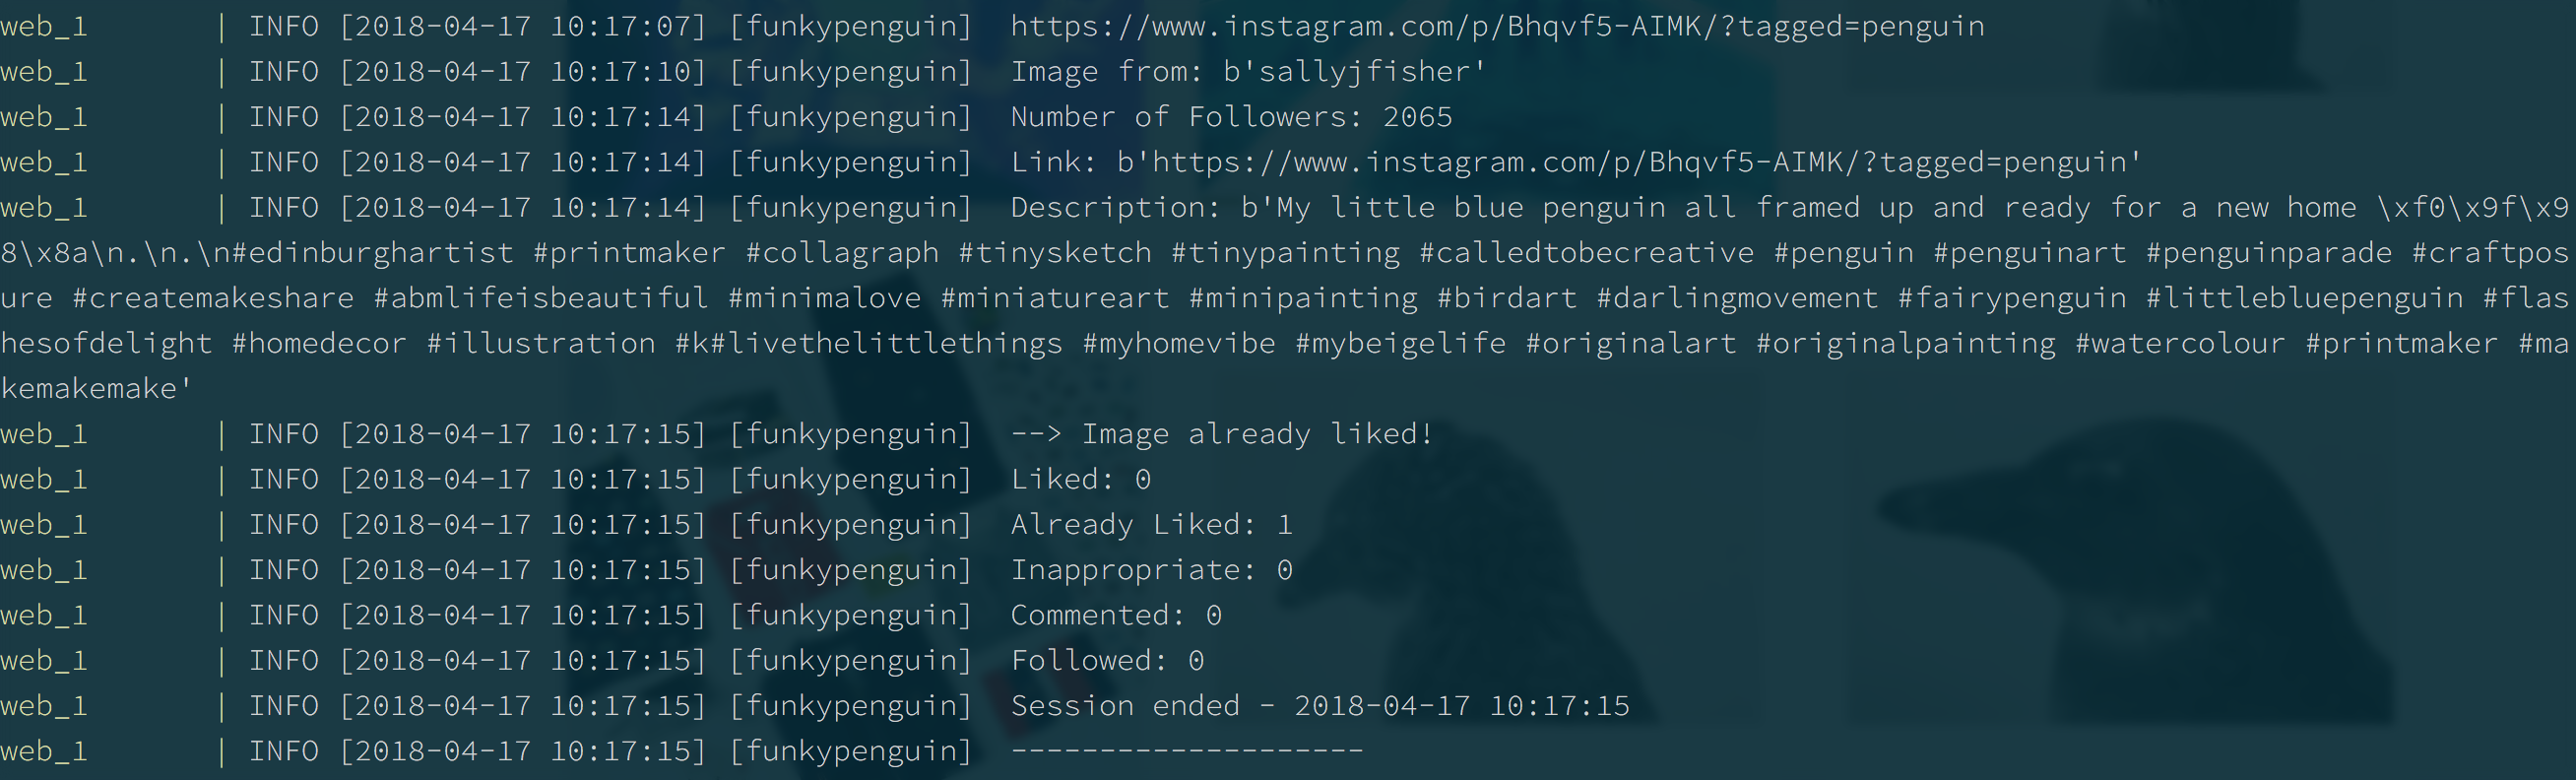 web_1        | INFO [2018-04-17 10:17:07] [funkypenguin]  https://www.instagram.com/p/Bhqvf5-AIMK/?tagged=penguin
web_1        | INFO [2018-04-17 10:17:10] [funkypenguin]  Image from: b'sallyjfisher'
web_1        | INFO [2018-04-17 10:17:14] [funkypenguin]  Number of Followers: 2065
web_1        | INFO [2018-04-17 10:17:14] [funkypenguin]  Link: b'https://www.instagram.com/p/Bhqvf5-AIMK/?tagged=penguin'
web_1        | INFO [2018-04-17 10:17:14] [funkypenguin]  Description: b'My little blue penguin all framed up and ready for a new home \xf0\x9f\x9
8\x8a\n.\n.\n#edinburghartist #printmaker #collagraph #tinysketch #tinypainting #calledtobecreative #penguin #penguinart #penguinparade #craftpos
ure #createmakeshare #abmlifeisbeautiful #minimalove #miniatureart #minipainting #birdart #darlingmovement #fairypenguin #littlebluepenguin #flas
hesofdelight #homedecor #illustration #k#livethelittlethings #myhomevibe #mybeigelife #originalart #originalpainting #watercolour #printmaker #ma
kemakemake'
web_1        | INFO [2018-04-17 10:17:15] [funkypenguin]  --> Image already liked!
web_1        | INFO [2018-04-17 10:17:15] [funkypenguin]  Liked: 0
web_1        | INFO [2018-04-17 10:17:15] [funkypenguin]  Already Liked: 1
web_1        | INFO [2018-04-17 10:17:15] [funkypenguin]  Inappropriate: 0
web_1        | INFO [2018-04-17 10:17:15] [funkypenguin]  Commented: 0
web_1        | INFO [2018-04-17 10:17:15] [funkypenguin]  Followed: 0
web_1        | INFO [2018-04-17 10:17:15] [funkypenguin]  Session ended - 2018-04-17 10:17:15
web_1        | INFO [2018-04-17 10:17:15] [funkypenguin]  --------------------